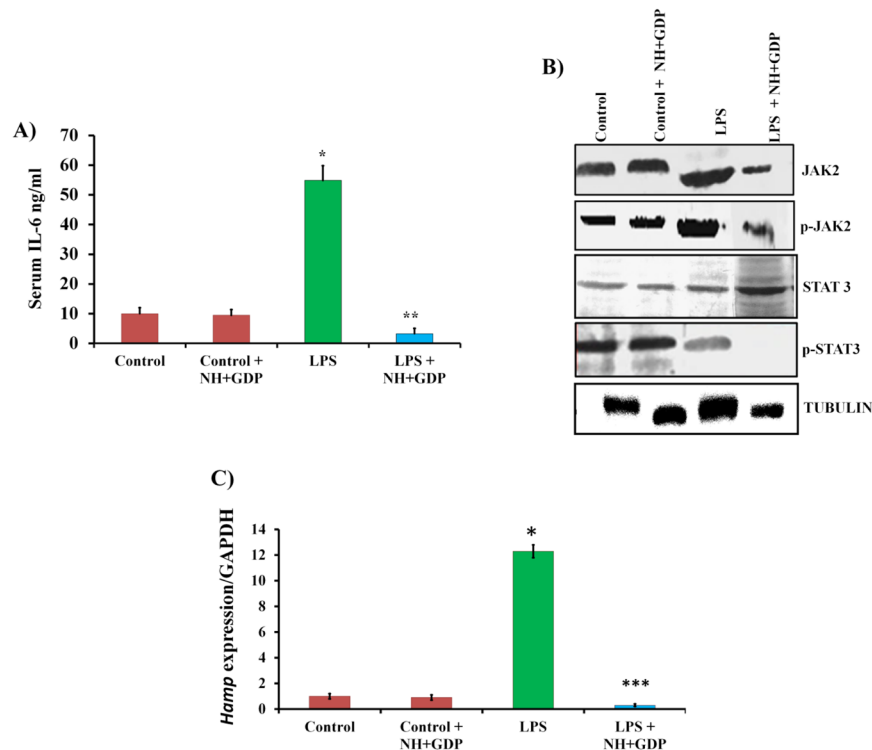 A)
Serum IL-6 ng/ml
70
60
50
40
30
20
10
0
*
**
Control
Control +
NH+GDP
LPS
LPS +
NH+GDP
B)
Control
Control + NH+GDP
LPS
LPS + NH+GDP
JAK2
p-JAK2
STAT 3
p-STAT3
TUBULIN
C)
Hamp expression/GAPDH
14
12
10
8
6
4
2
0
*
***
Control
Control +
NH+GDP
LPS
LPS +
NH+GDP